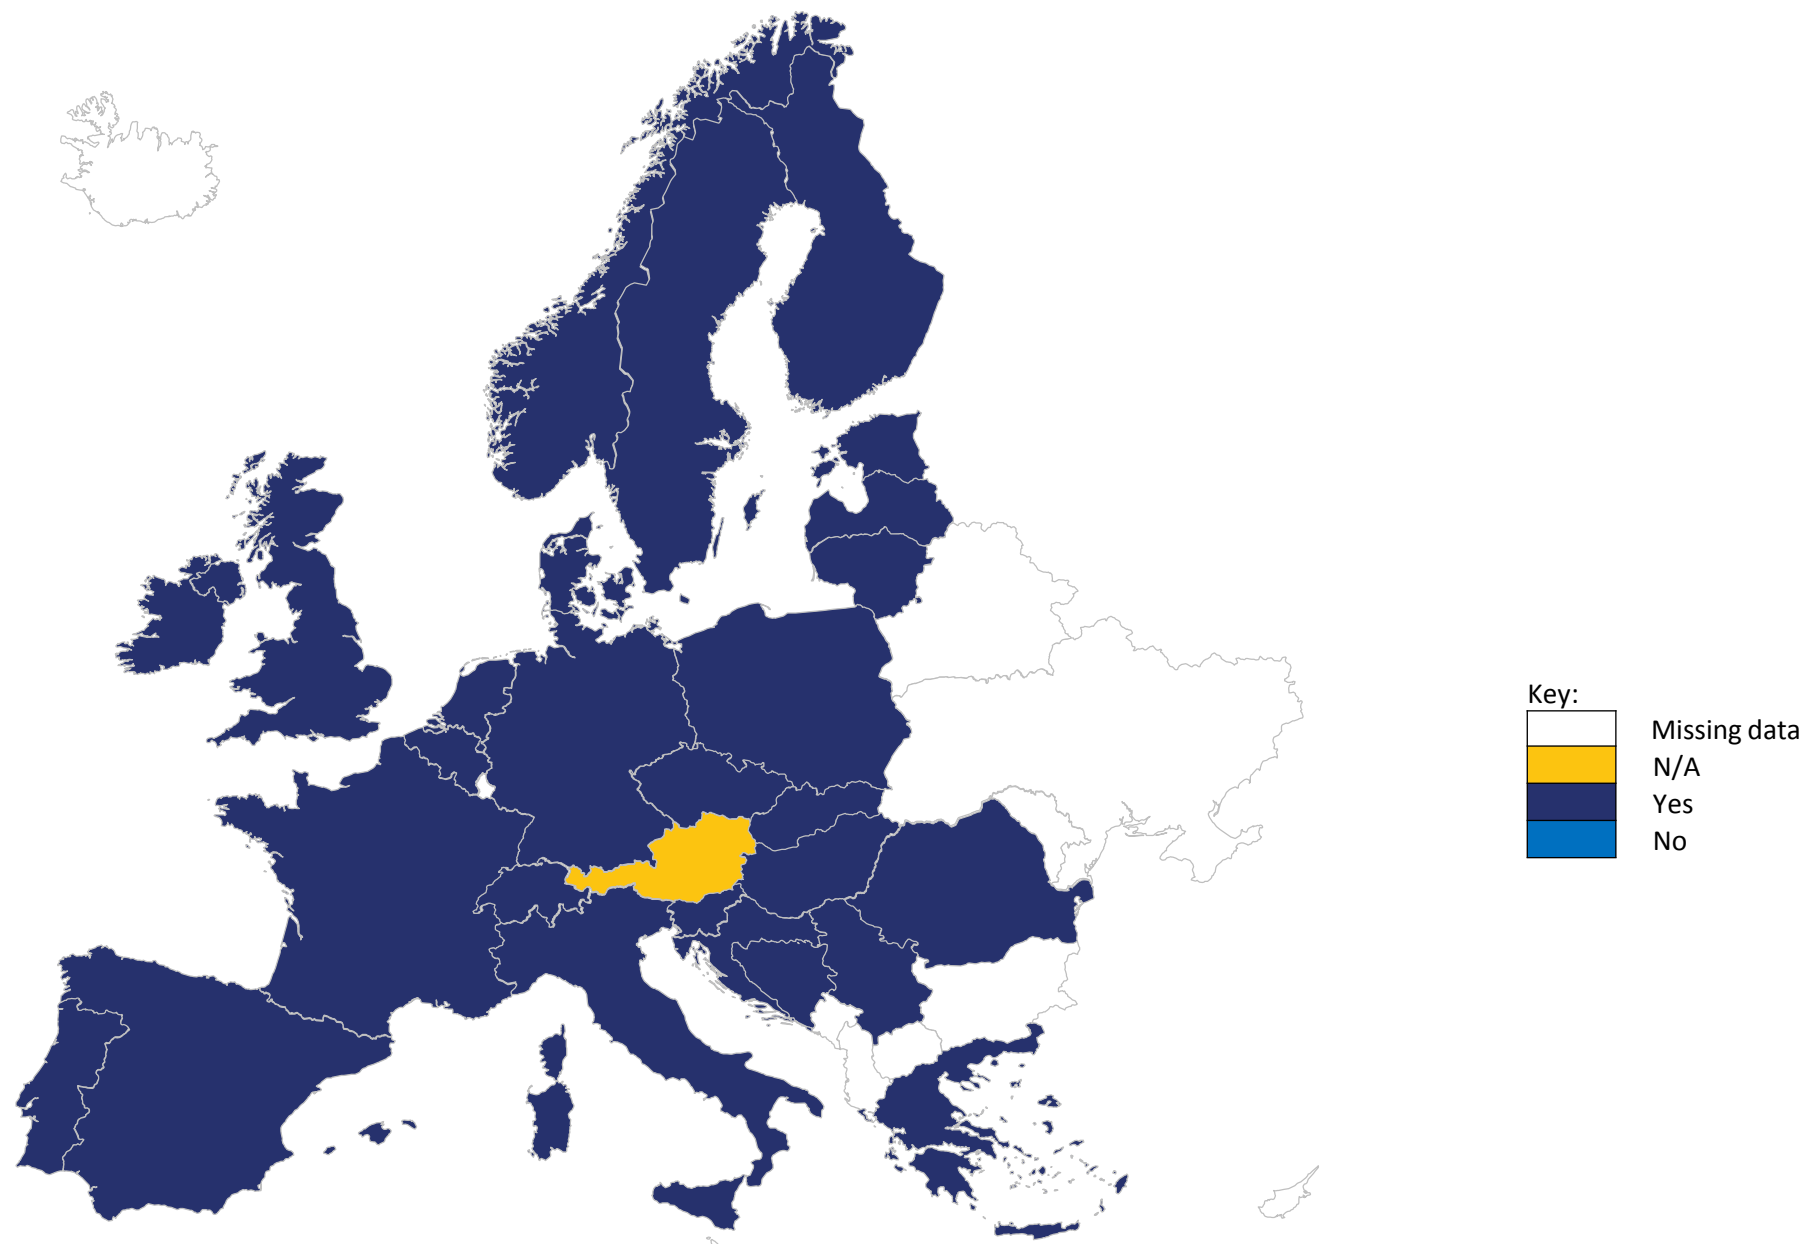 Key:
Missing data
N/A
Yes
No